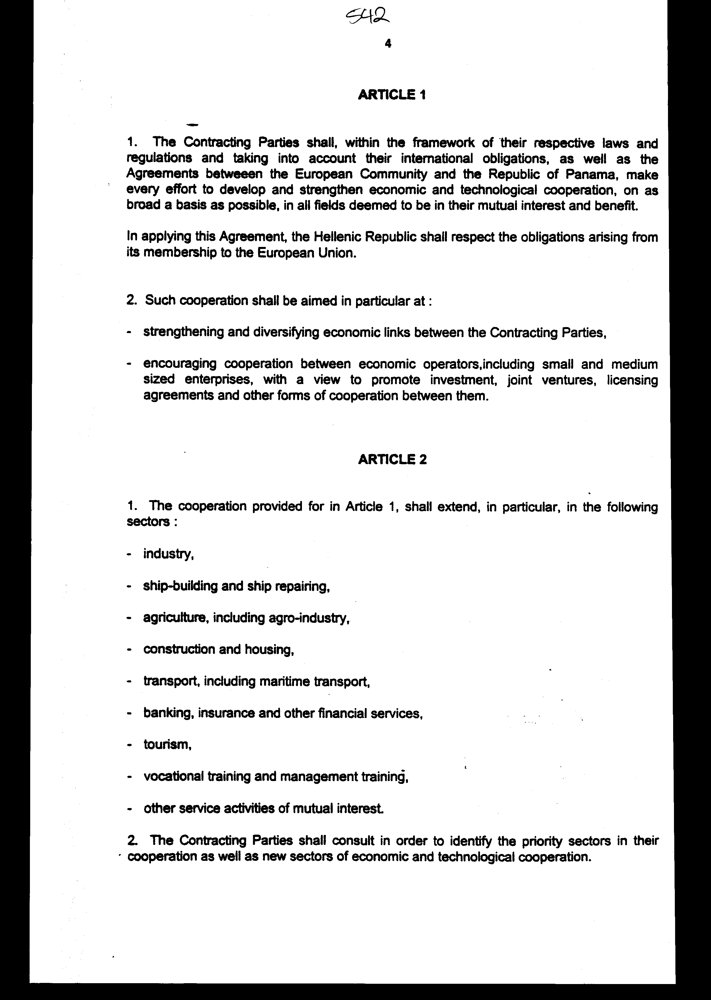 542
4
ARTICLE 1
1. The Contracting Parties shall, within the framework of their respective laws and
regulations and taking into account their international obligations, as well as the
Agreements betweeen the European Community and the Republic of Panama, make
every effort to develop and strengthen economic and technological cooperation, on as
broad a basis as possible, in all fields deemed to be in their mutual interest and benefit.
In applying this Agreement, the Hellenic Republic shall respect the obligations arising from
its membership to the European Union.
2. Such cooperation shall be aimed in particular at :
- strengthening and diversifying economic links between the Contracting Parties,
- encouraging cooperation between economic operators,including small and medium
sized enterprises, with a view to promote investment, joint ventures, licensing
agreements and other forms of cooperation between them.
ARTICLE 2
1. The cooperation provided for in Article 1, shall extend, in particular, in the following
sectors :
- industry,
- ship-building and ship repairing,
- agriculture, including agro-industry,
- construction and housing,
- transport, including maritime transport,
- banking, insurance and other financial services,
- tourism,
- vocational training and management training,
- other service activities of mutual interest.
2. The Contracting Parties shall consult in order to identify the priority sectors in their
cooperation as well as new sectors of economic and technological cooperation.